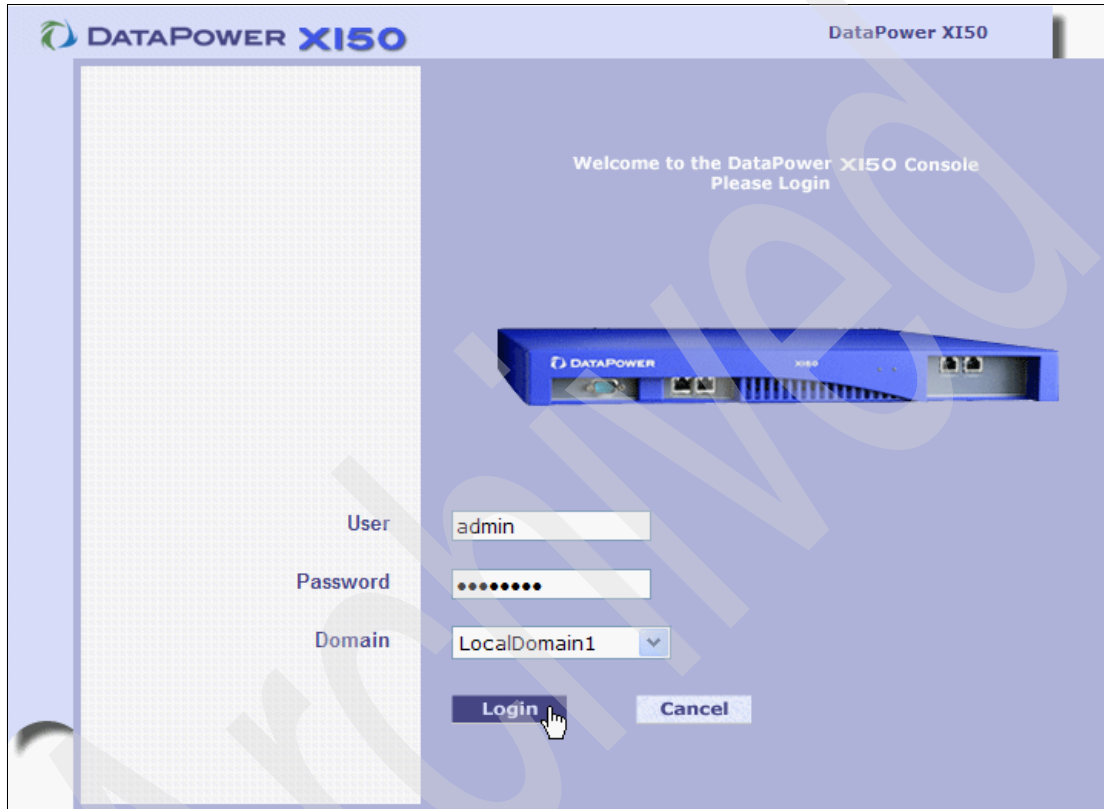 DATAPOWER XI50
DataPower XI50
Welcome to the DataPower XI50 Console
Please Login
DATAPOWER
XI50
User
admin
Password
Domain
LocalDomain1
Login
Cancel
Archived